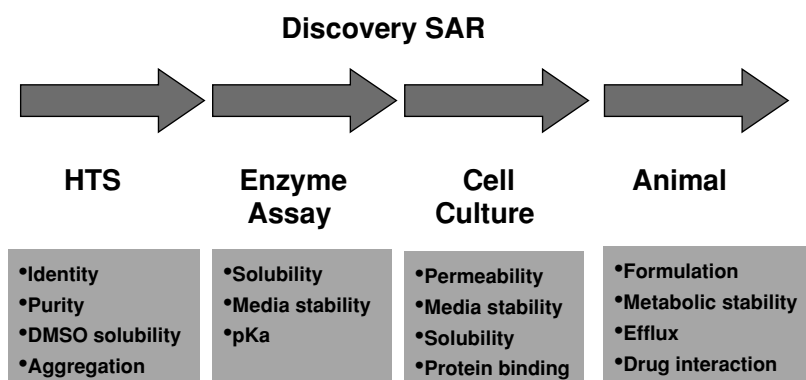 Discovery SAR
HTS
Enzyme
Assay
Cell
Culture
Animal
•Identity
•Purity
•DMSO solubility
•Aggregation
•Solubility
•Media stability
•pKa
•Permeability
•Media stability
•Solubility
•Protein binding
•Formulation
•Metabolic stability
•Efflux
•Drug interaction